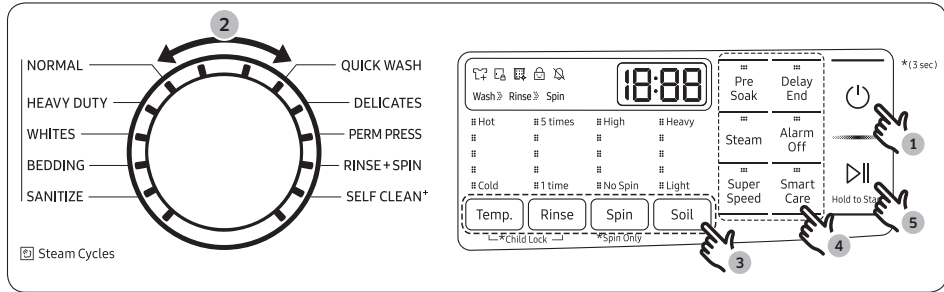 2
NORMAL
HEAVY DUTY
WHITES
BEDDING
SANITIZE
QUICK WASH
DELICATES
PERM PRESS
RINSE+SPIN
SELF CLEAN+
Steam Cycles
Wash» Rinse» Spin
18:88
Hot 5 times High Heavy
Cold 1 time No Spin Light
Temp. Rinse Spin Soil
*Child Lock *Spin Only
3
Pre Soak
Delay End
Steam
Alarm Off
Super Speed
Smart Care
4
*(3 sec)
1
Hold to Start
5